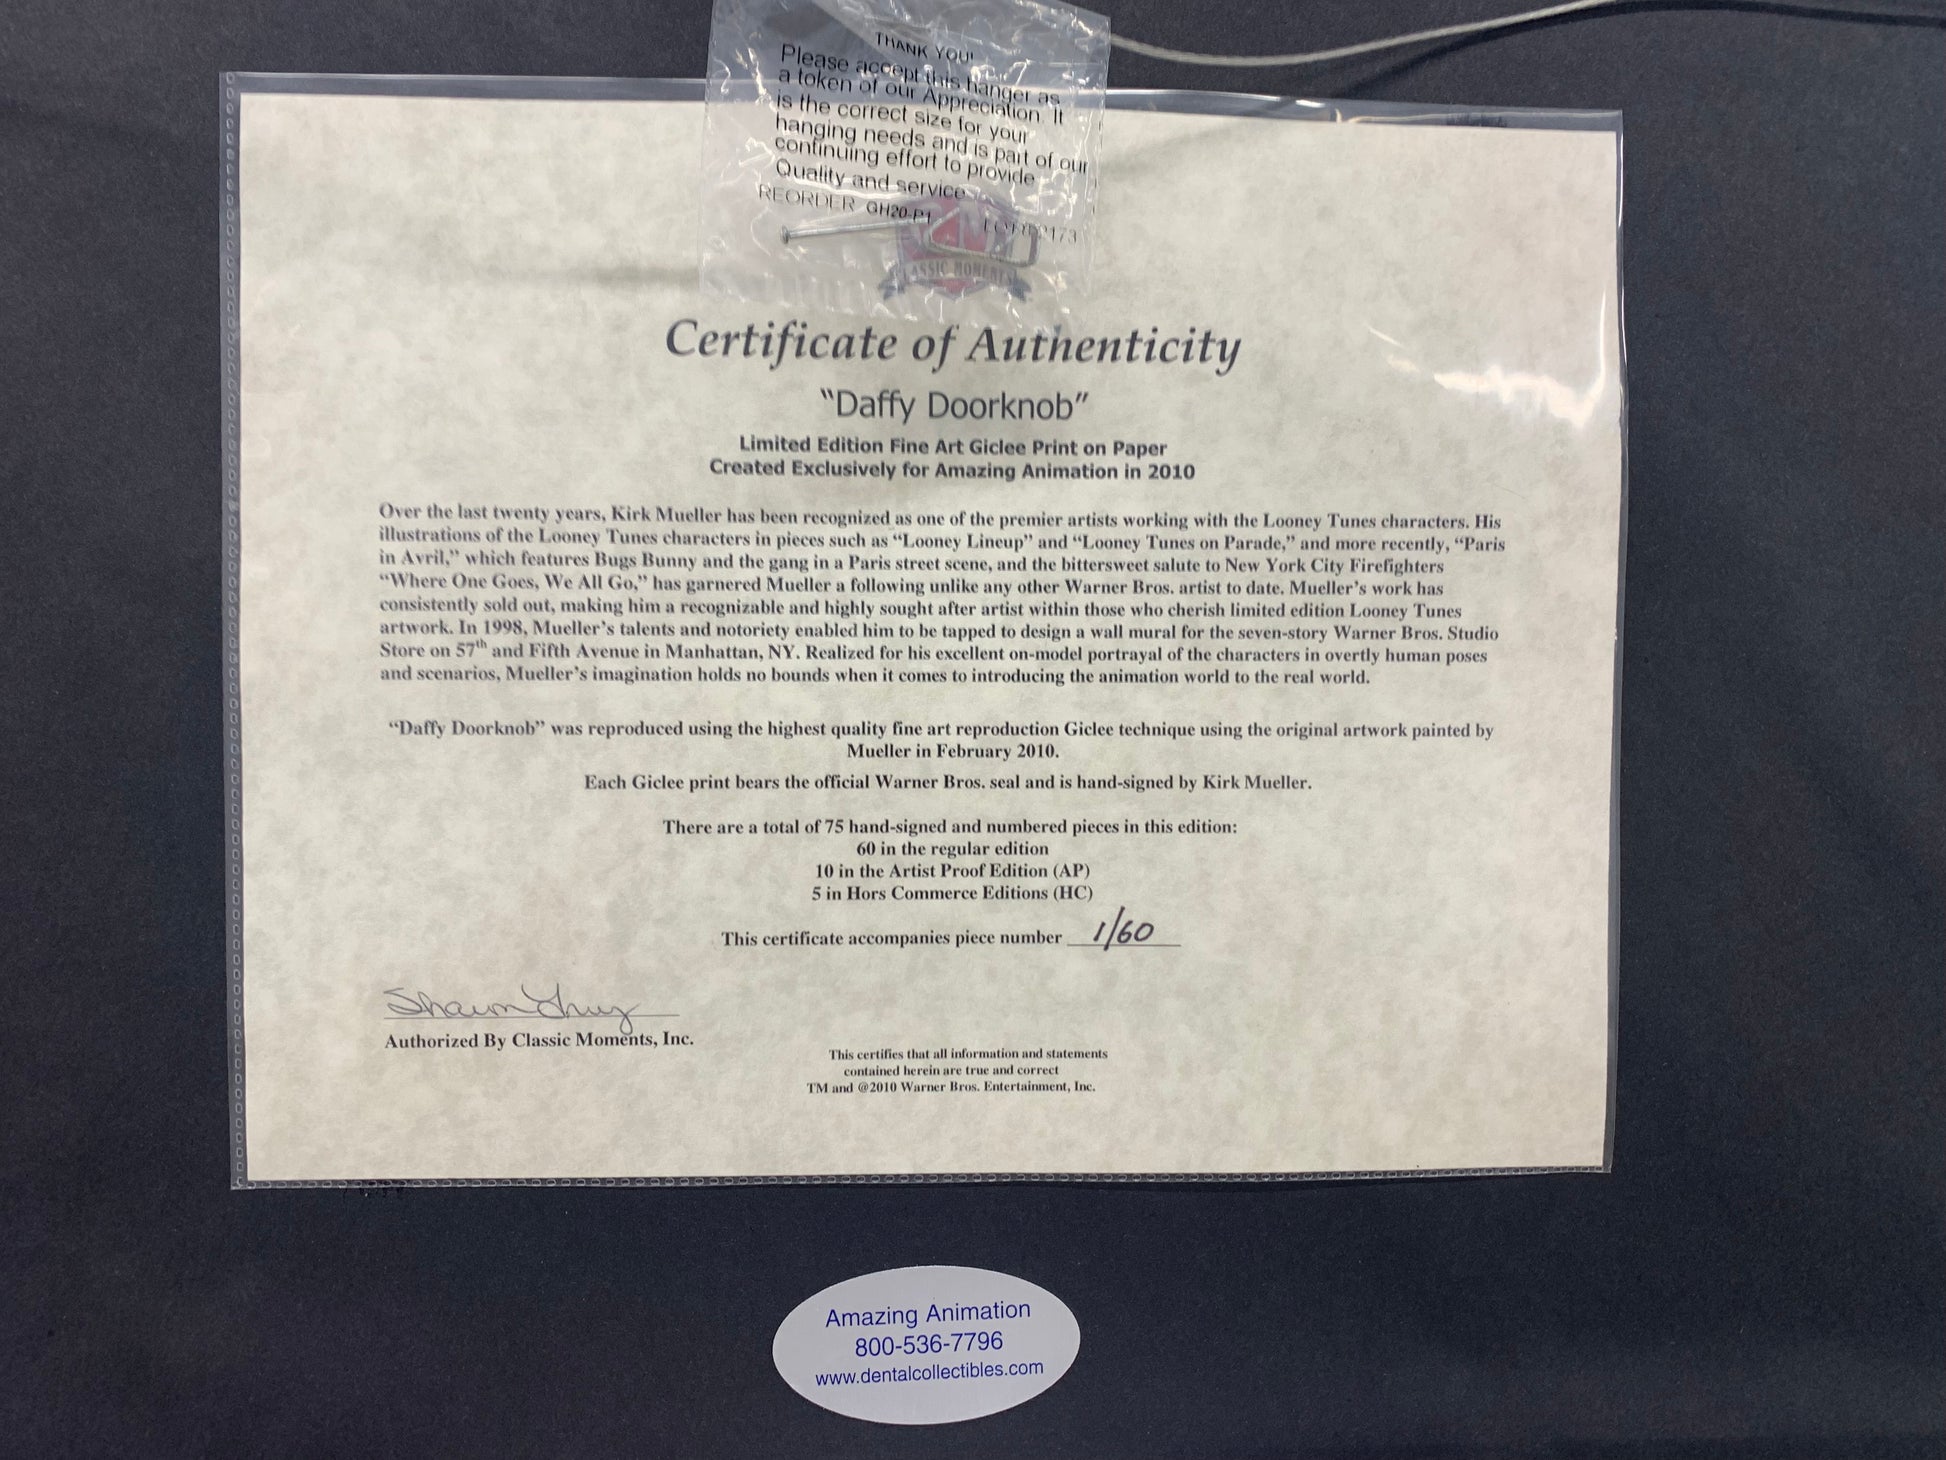 THANK YOU!
Please accept this hanger as
a token of our Appreciation. It
is the correct size for your
hanging needs and is part of our
continuing effort to provide
Quality and service
REORDER GH20-P1
CLASSIC MOMENTS
Certificate of Authenticity
“Daffy Doorknob”
Limited Edition Fine Art Giclee Print on Paper
Created Exclusively for Amazing Animation in 2010
Over the last twenty years, Kirk Mueller has been recognized as one of the premier artists working with the Looney Tunes characters. His
illustrations of the Looney Tunes characters in pieces such as “Looney Lineup” and “Looney Tunes on Parade,” and more recently, “Paris
in Avril,” which features Bugs Bunny and the gang in a Paris street scene, and the bittersweet salute to New York City Firefighters
“Where One Goes, We All Go,” has garnered Mueller a following unlike any other Warner Bros. artist to date. Mueller’s work has
consistently sold out, making him a recognizable and highly sought after artist within those who cherish limited edition Looney Tunes
artwork. In 1998, Mueller’s talents and notoriety enabled him to be tapped to design a wall mural for the seven-story Warner Bros. Studio
Store on 57th and Fifth Avenue in Manhattan, NY. Realized for his excellent on-model portrayal of the characters in overtly human poses
and scenarios, Mueller’s imagination holds no bounds when it comes to introducing the animation world to the real world.
“Daffy Doorknob” was reproduced using the highest quality fine art reproduction Giclee technique using the original artwork painted by
Mueller in February 2010.
Each Giclee print bears the official Warner Bros. seal and is hand-signed by Kirk Mueller.
There are a total of 75 hand-signed and numbered pieces in this edition:
60 in the regular edition
10 in the Artist Proof Edition (AP)
5 in Hors Commerce Editions (HC)
This certificate accompanies piece number 1/60
Shawn
Authorized By Classic Moments, Inc.
This certifies that all information and statements
contained herein are true and correct
TM and @2010 Warner Bros. Entertainment, Inc.
Amazing Animation
800-536-7796
www.dentalcollectibles.com